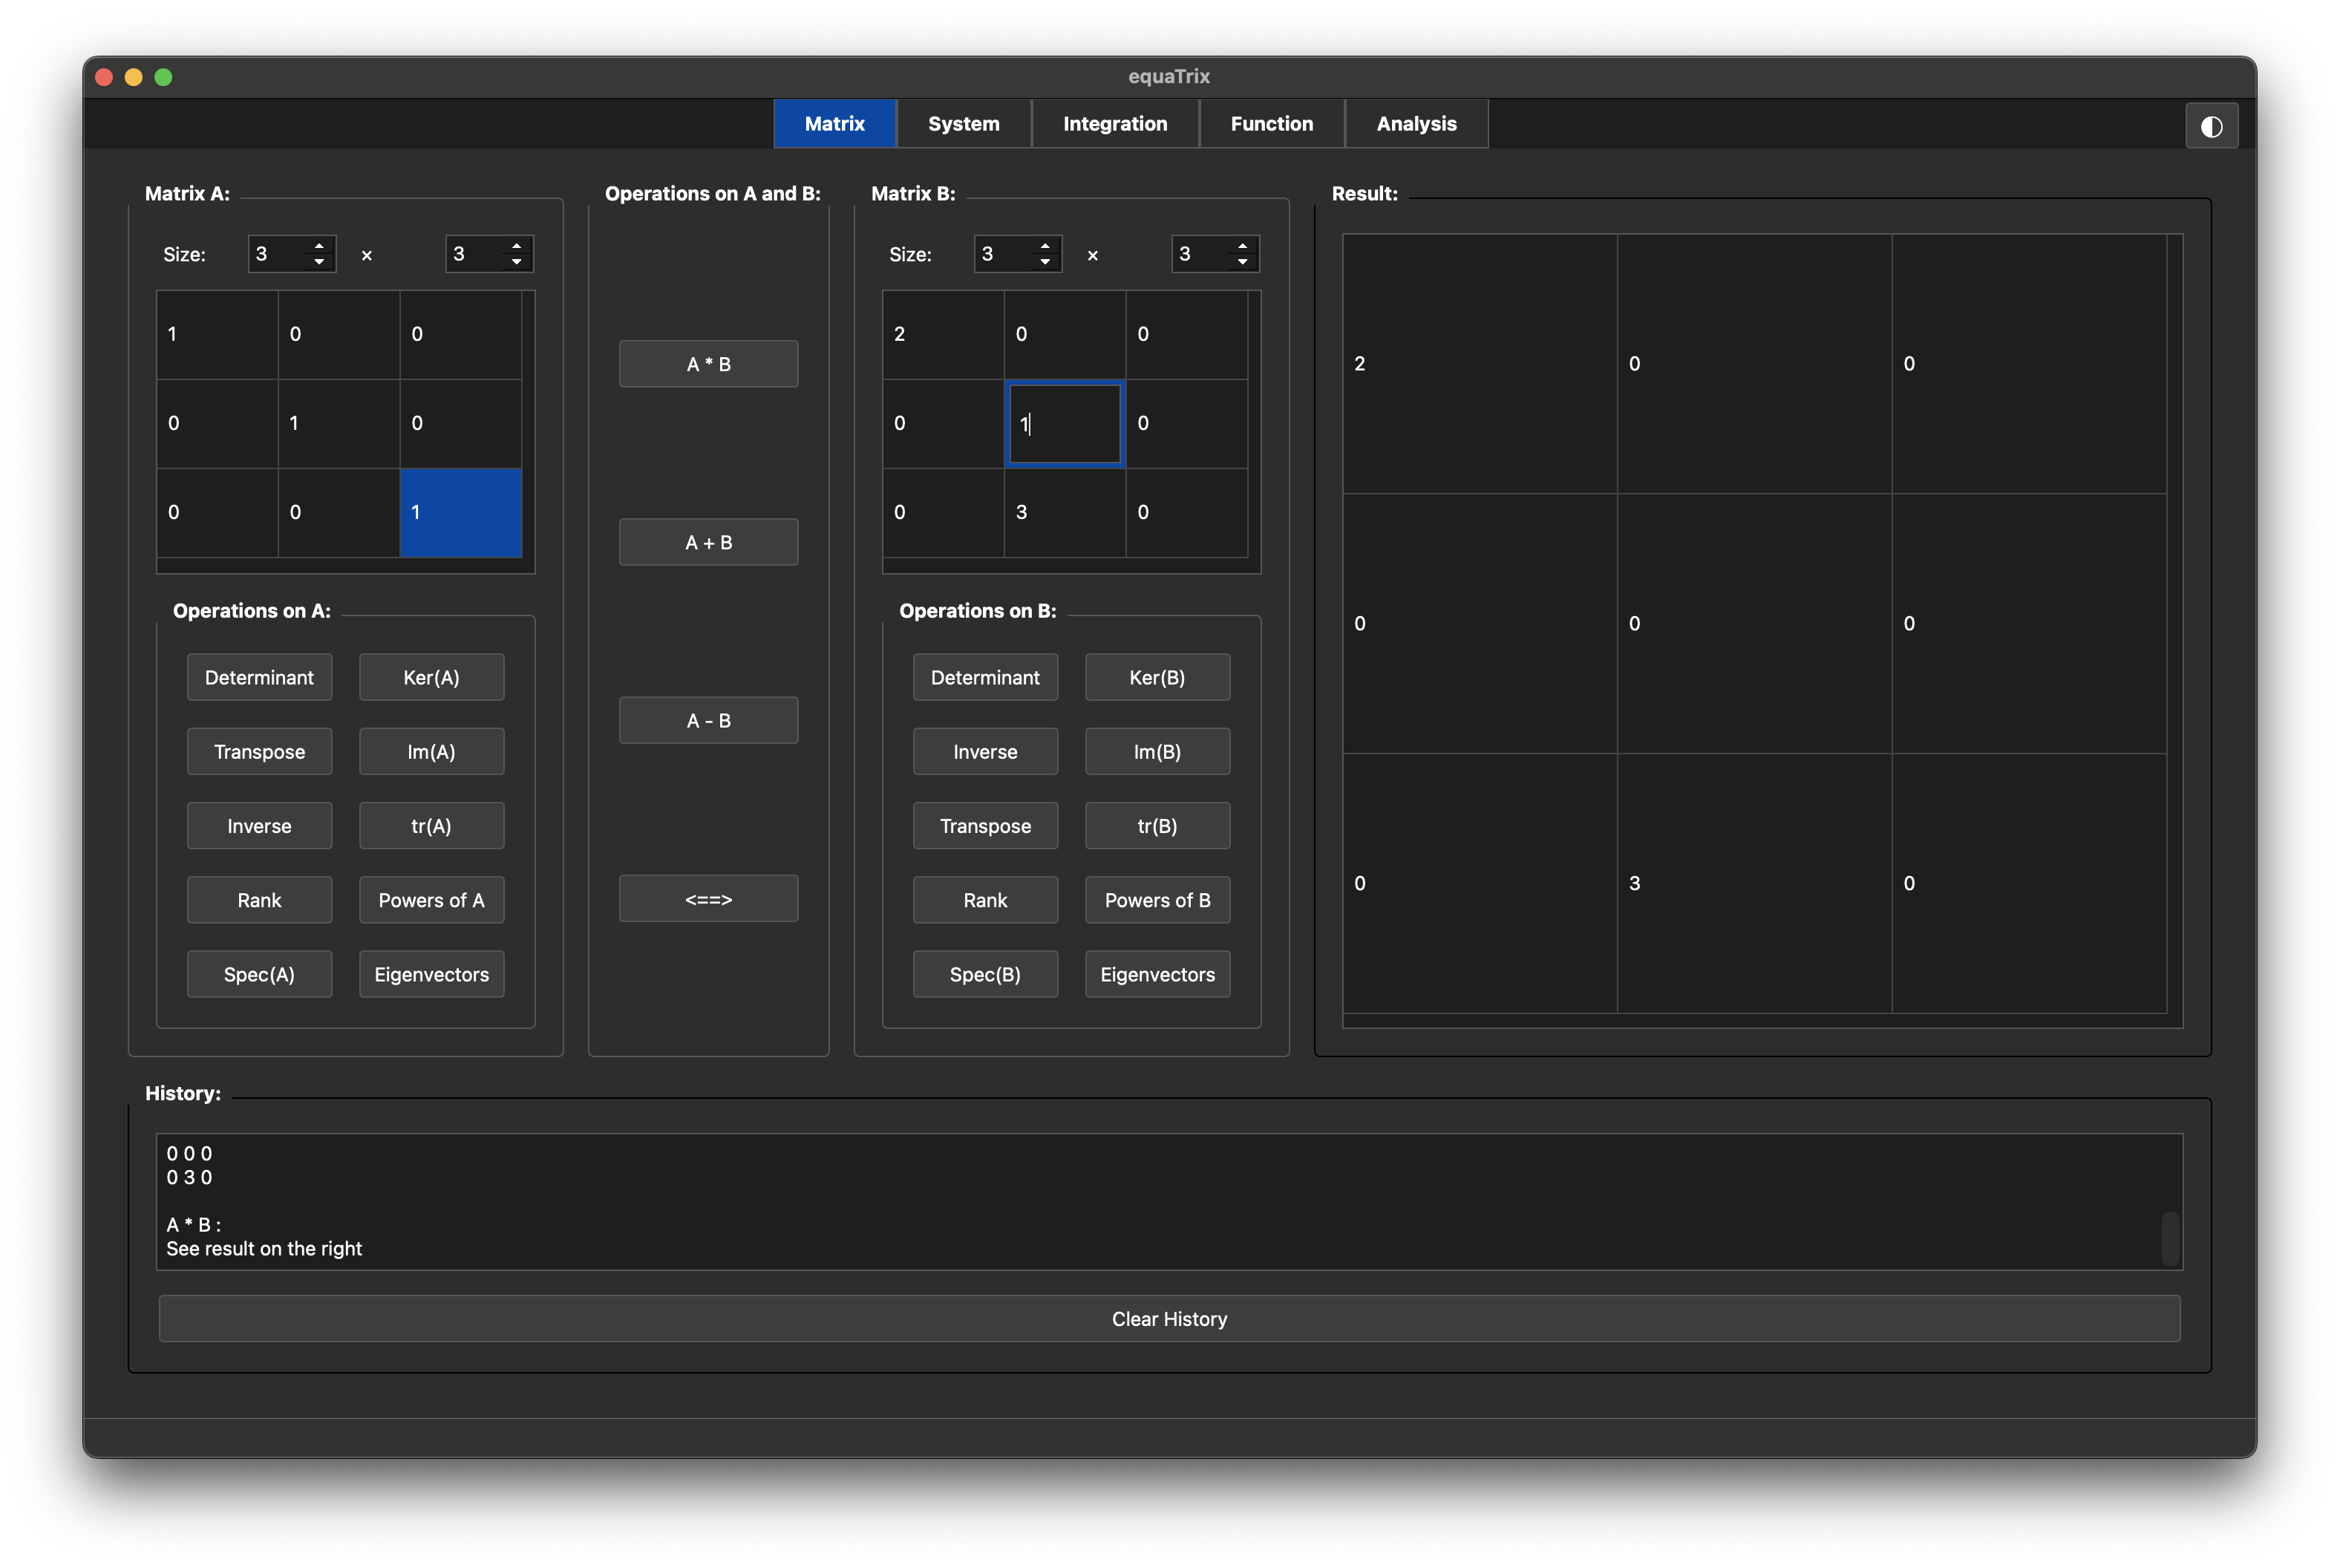 equaTrix
Matrix System Integration Function Analysis
Matrix A:
Size: 3 × 3
1 0 0
0 1 0
0 0 1
Operations on A:
Determinant Ker(A)
Transpose Im(A)
Inverse tr(A)
Rank Powers of A
Spec(A) Eigenvectors
Operations on A and B:
A * B
A + B
A - B
<==>
Matrix B:
Size: 3 × 3
2 0 0
0 1 0
0 3 0
Operations on B:
Determinant Ker(B)
Inverse Im(B)
Transpose tr(B)
Rank Powers of B
Spec(B) Eigenvectors
Result:
2 0 0
0 0 0
0 3 0
History:
0 0 0
0 3 0
A * B :
See result on the right
Clear History